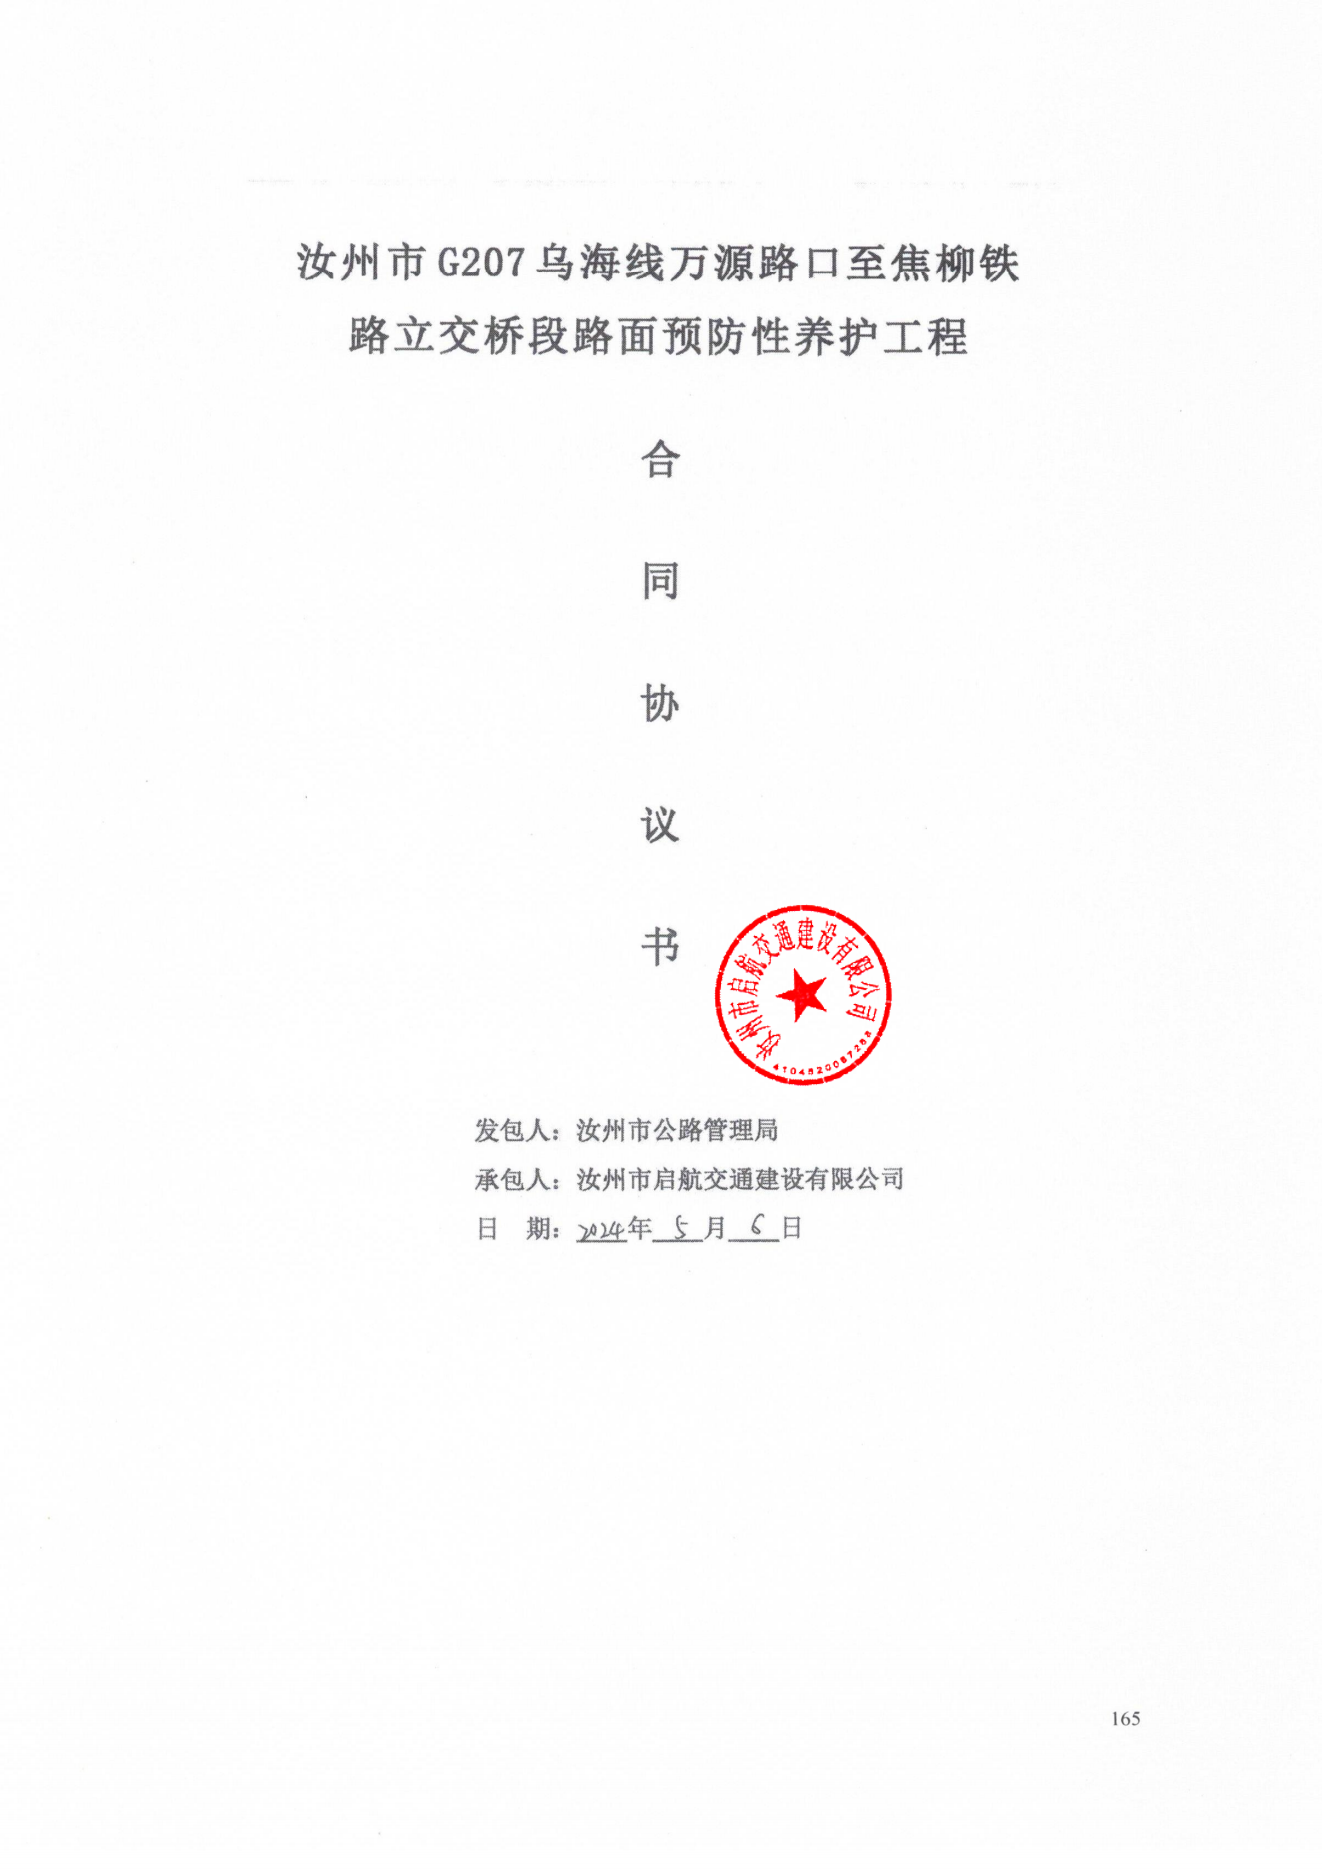 汝州市 G207 乌海线万源路口至焦柳铁
路立交桥段路面预防性养护工程
合
同
协
议
书
汝州市启航交通建设有限公司
发包人：汝州市公路管理局
承包人：汝州市启航交通建设有限公司
日 期：2024年 5 月 6 日
165